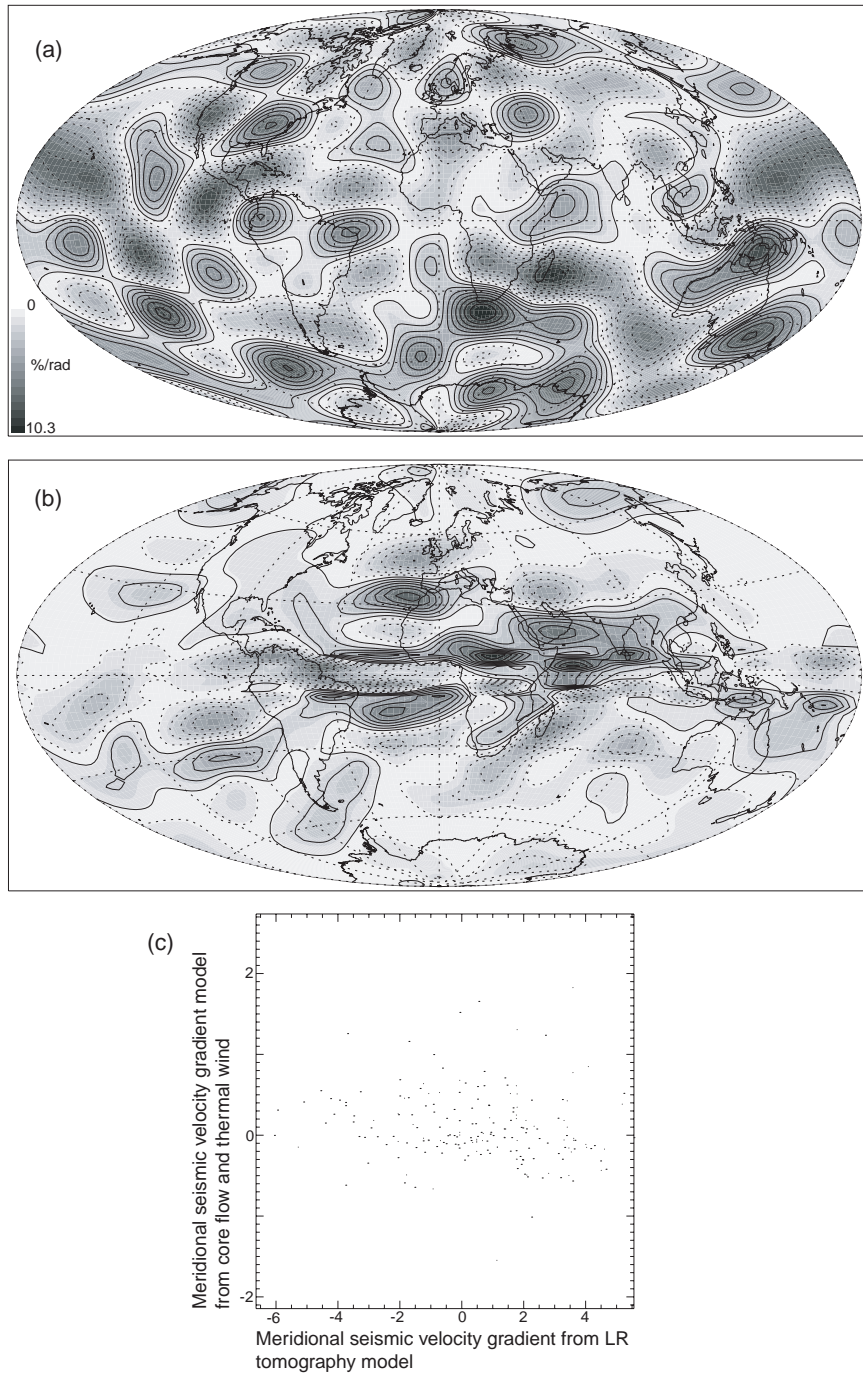 (a)
0
%/rad
10.3
(b)
(c)
Meridional seismic velocity gradient model
from core flow and thermal wind
2
0
-2
-6
-4
-2
0
2
4
Meridional seismic velocity gradient from LR
tomography model